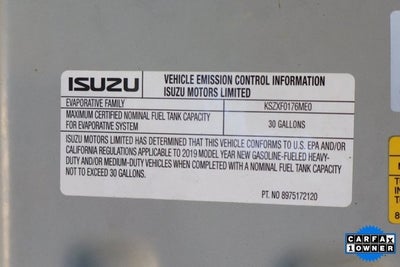 ISUZU
VEHICLE EMISSION CONTROL INFORMATION
ISUZU MOTORS LIMITED
EVAPORATIVE FAMILY KSZXF0176ME0
MAXIMUM CERTIFIED NOMINAL FUEL TANK CAPACITY
FOR EVAPORATIVE SYSTEM 30 GALLONS
ISUZU MOTORS LIMITED HAS DETERMINED THAT THIS VEHICLE CONFORMS TO U.S. EPA AND/OR
CALIFORNIA REGULATIONS APPLICABLE TO 2019 MODEL YEAR NEW GASOLINE-FUELED HEAVY-
DUTY AND/OR MEDIUM-DUTY VEHICLES WHEN COMPLETED WITH A NOMINAL FUEL TANK CAPACITY
NOT TO EXCEED 30 GALLONS.
PT. NO 8975172120
CARFAX
1 OWNER